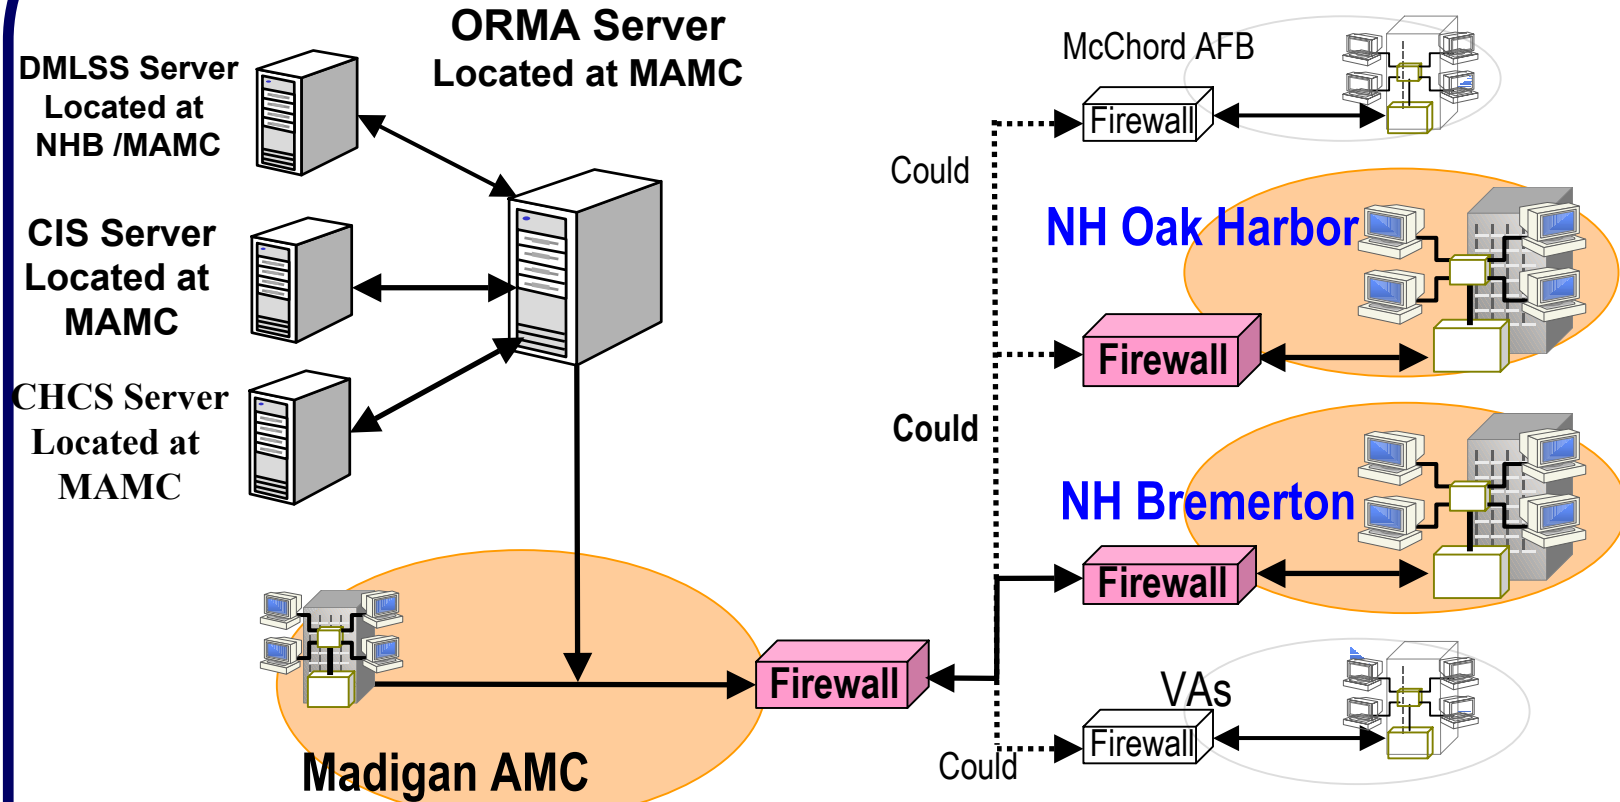 ORMA Server
Located at MAMC
DMLSS Server
Located at
NHB /MAMC
CIS Server
Located at
MAMC
CHCS Server
Located at
MAMC
McChord AFB
Firewall
Could
NH Oak Harbor
Firewall
Could
NH Bremerton
Firewall
VAs
Firewall
Could
Firewall
Madigan AMC